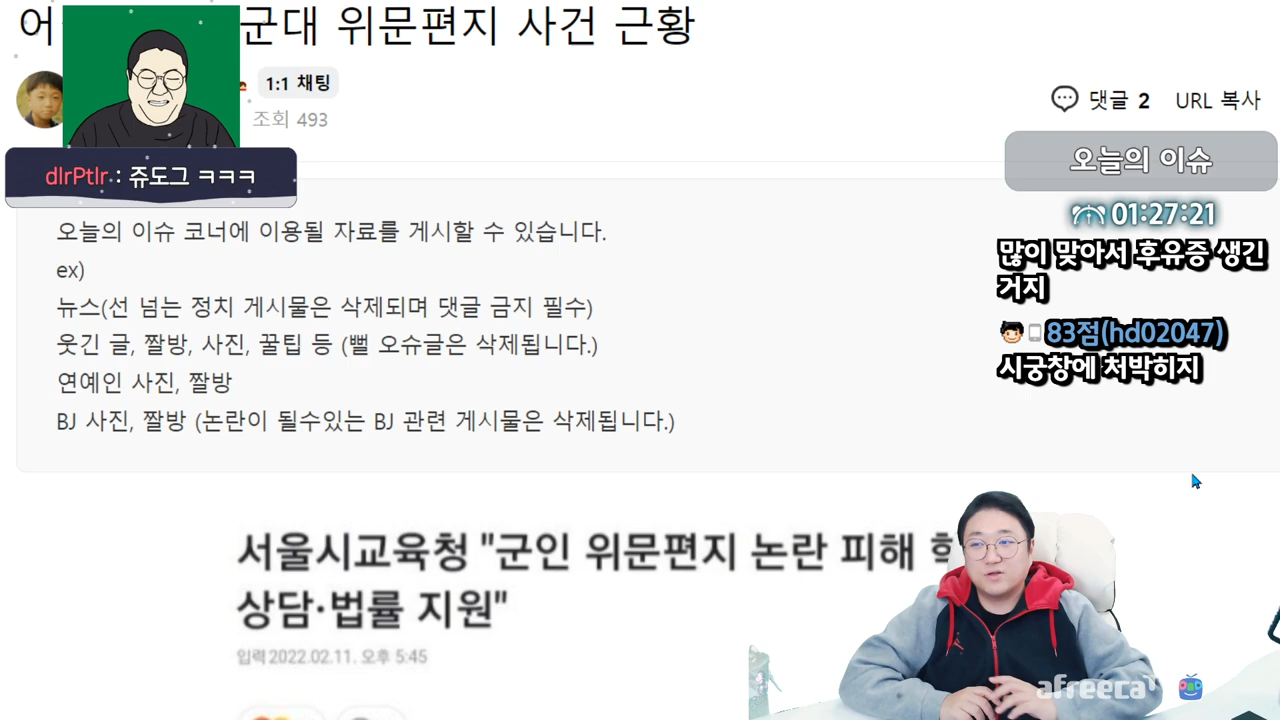 어 군대 위문편지 사건 근황
1:1 채팅
조회 493
댓글 2 URL 복사
dlrPtlr : 쥬도그 ㅋㅋㅋ
오늘의 이슈
01:27:21
많이 맞아서 후유증 생긴
거지
83점(hd02047)
시궁창에 처박히지
오늘의 이슈 코너에 이용될 자료를 게시할 수 있습니다.
ex)
뉴스(선 넘는 정치 게시물은 삭제되며 댓글 금지 필수)
웃긴 글, 짤방, 사진, 꿀팁 등 (뻘 오슈글은 삭제됩니다.)
연예인 사진, 짤방
BJ 사진, 짤방 (논란이 될수있는 BJ 관련 게시물은 삭제됩니다.)
서울시교육청 "군인 위문편지 논란 피해
상담·법률 지원"
입력 2022.02.11. 오후 5:45
afreecaTV